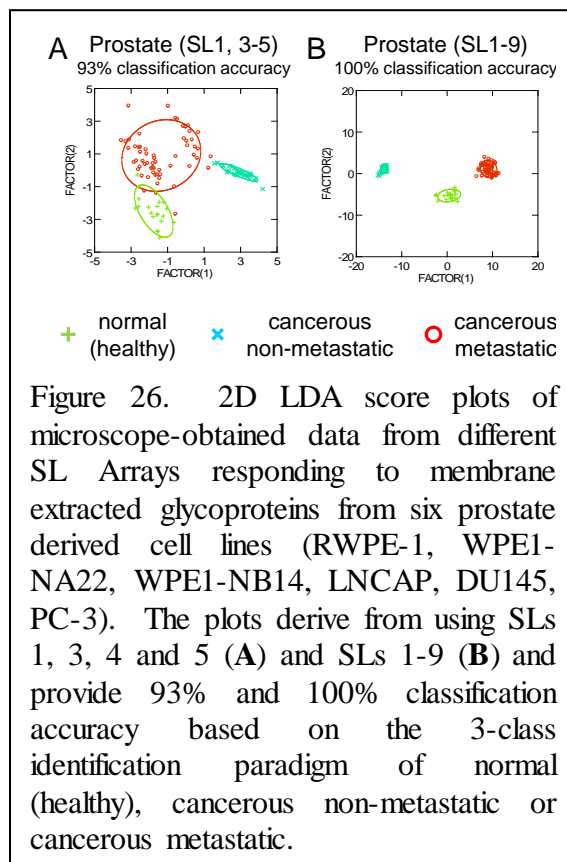 A Prostate (SL1, 3-5)
93% classification accuracy
5
3
1
-1
-3
-5
FACTOR(2)
-5 -3 -1 1 3 5
FACTOR(1)
B Prostate (SL1-9)
100% classification accuracy
20
10
0
-10
-20
FACTOR(2)
-20 -10 0 10 20
FACTOR(1)
normal
(healthy)
cancerous
non-metastatic
cancerous
metastatic
Figure 26. 2D LDA score plots of
microscope-obtained data from different
SL Arrays responding to membrane
extracted glycoproteins from six prostate
derived cell lines (RWPE-1, WPE1-
NA22, WPE1-NB14, LNCAP, DU145,
PC-3). The plots derive from using SLs
1, 3, 4 and 5 (A) and SLs 1-9 (B) and
provide 93% and 100% classification
accuracy based on the 3-class
identification paradigm of normal
(healthy), cancerous non-metastatic or
cancerous metastatic.